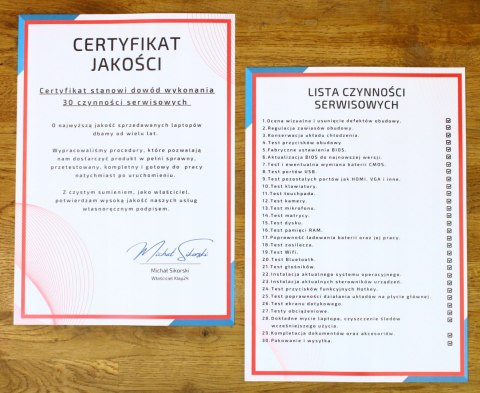 CERTYFIKAT
JAKOŚCI
Certyfikat stanowi dowód wykonania
30 czynności serwisowych
O najwyższą jakość sprzedawanych laptopów
dbamy od wielu lat.
Wypracowaliśmy procedury, które pozwalają
nam dostarczyć produkt w pełni sprawny,
przetestowany, kompletny i gotowy do pracy
natychmiast po uruchomieniu.
Z czystym sumieniem, jako właściciel,
potwierdzam wysoką jakość naszych usług
własnoręcznym podpisem.
Michał Sikorski
Michał Sikorski
Właściciel Klap24
LISTA CZYNNOŚCI
SERWISOWYCH
1.Ocena wizualna i usunięcie defektów obudowy.
2.Regulacja zawiasów obudowy.
3.Konserwacja układu chłodzenia.
4.Test przycisków obudowy
5.Fabryczne ustawienia BIOS.
6.Aktualizacja BIOS do najnowszej wersji.
7.Test i ewentualna wymiana baterii CMOS.
8.Test portów USB.
9.Test pozostałych portów jak HDMI, VGA i inne.
10.Test klawiatury.
11.Test touchpada.
12.Test kamery.
13.Test mikrofonu.
14.Test matrycy.
15.Test dysku.
16.Test pamięci RAM.
17.Poprawność ładowania baterii oraz jej pracy.
18.Test zasilacza.
19.Test Wifi.
20.Test Bluetooth.
21.Test głośników.
22.Instalacja aktualnego systemu operacyjnego.
23.Instalacja aktualnych sterowników urządzeń.
24.Test przycisków funkcyjnych Hotkey.
25.Test poprawności działania układów na płycie głównej.
26.Test ekranu dotykowego.
27.Testy obciążeniowe.
28.Dokładne mycie laptopa, czyszczenie śladów
wcześniejszego użycia.
29.Kompletacja dokumentów oraz akcesoriów.
30.Pakowanie i wysyłka.